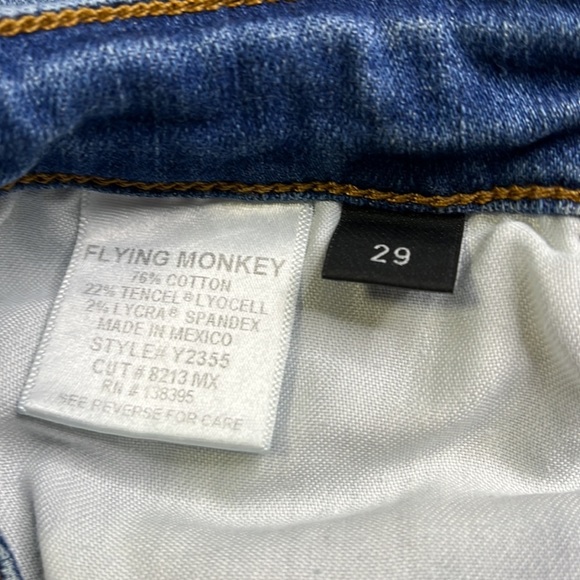 FLYING MONKEY
76% COTTON
22% TENCEL® LYOCELL
2% LYCRA® SPANDEX
MADE IN MEXICO
STYLE# Y2355
CUT # 8213 MX
RN # 138395
SEE REVERSE FOR CARE
29